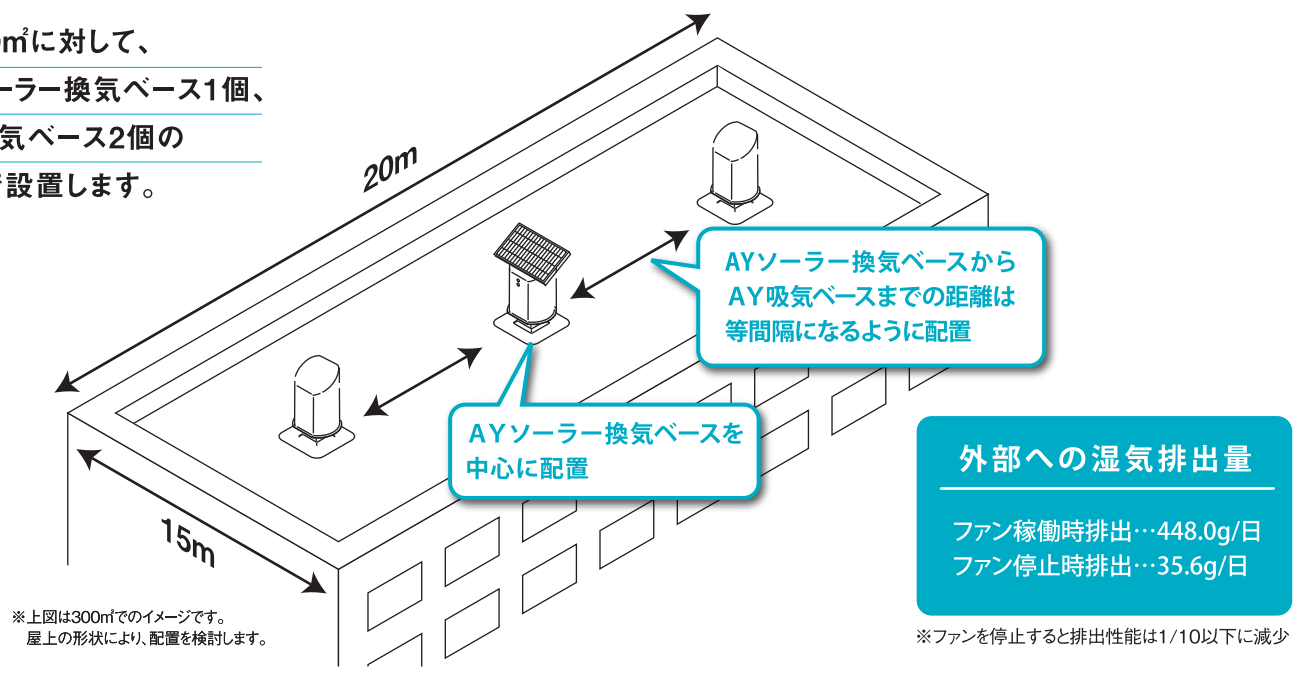 ㎡に対して、
ーラー換気ベース1個、
気ベース2個の
設置します。
20m
AYソーラー換気ベースから
AY吸気ベースまでの距離は
等間隔になるように配置
AYソーラー換気ベースを
中心に配置
15m
外部への湿気排出量
ファン稼働時排出…448.0g/日
ファン停止時排出…35.6g/日
※上図は300㎡でのイメージです。
屋上の形状により、配置を検討します。
※ファンを停止すると排出性能は1/10以下に減少